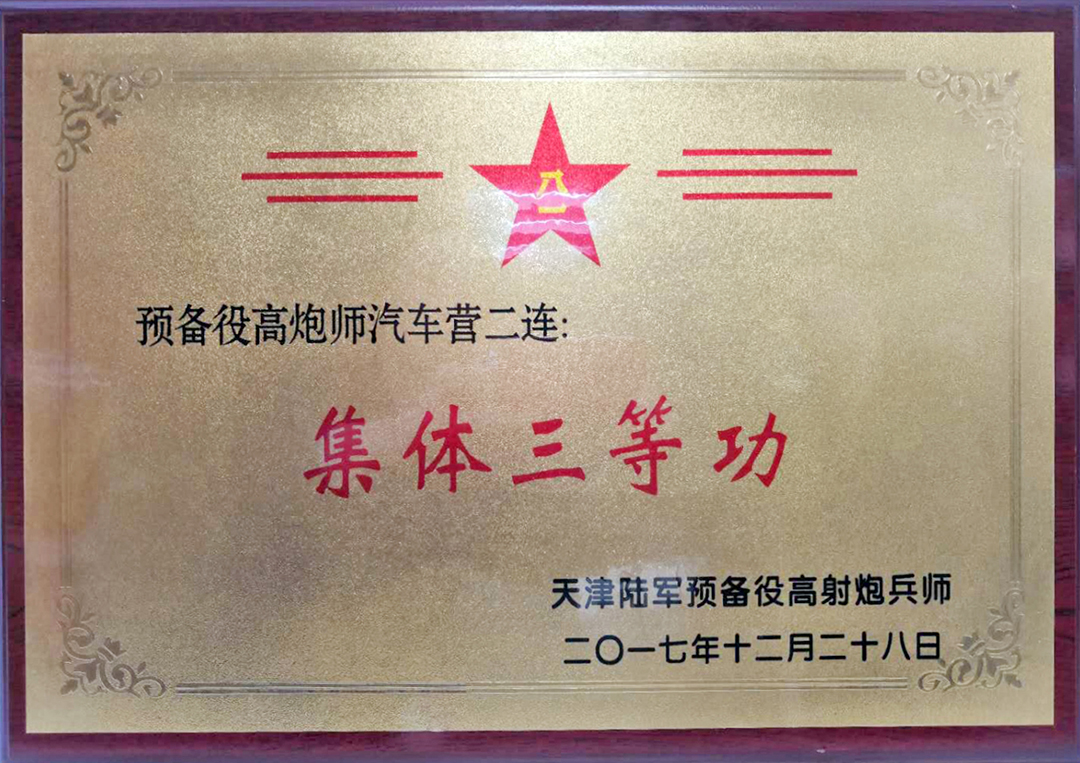 八一
预备役高炮师汽车营二连:
集体三等功
天津陆军预备役高射炮兵师
二〇一七年十二月二十八日